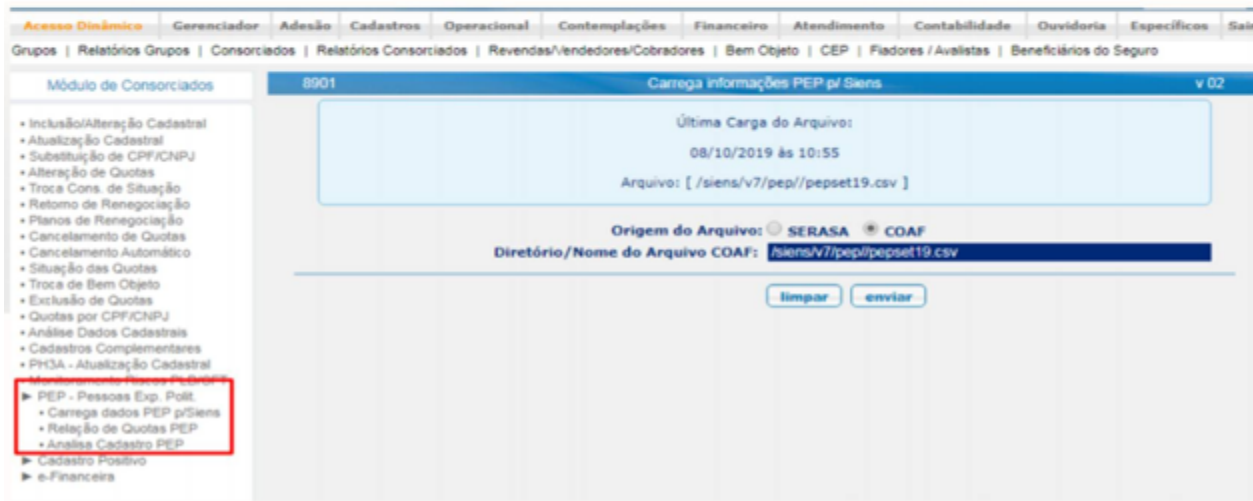 Acesso Dinâmico Gerenciador Adesão Cadastros Operacional Contemplações Financeiro Atendimento Contabilidade Ouvidoria Específicos Sair
Grupos | Relatórios Grupos | Consorciados | Relatórios Consorciados | Revendas/Vendedores/Cobradores | Bem Objeto | CEP | Fiadores / Avalistas | Beneficiários do Seguro
Módulo de Consorciados
• Inclusão/Alteração Cadastral
• Atualização Cadastral
• Substituição de CPF/CNPJ
• Alteração de Quotas
• Troca Cons. de Situação
• Retorno de Renegociação
• Planos de Renegociação
• Cancelamento de Quotas
• Cancelamento Automático
• Situação das Quotas
• Troca de Bem Objeto
• Exclusão de Quotas
• Quotas por CPF/CNPJ
• Análise Dados Cadastrais
• Cadastros Complementares
• PH3A - Atualização Cadastral
• Monitoramento Riscos PLD/CFT
► PEP - Pessoas Exp. Polit.
• Carrega dados PEP p/Siens
• Relação de Quotas PEP
• Analisa Cadastro PEP
► Cadastro Positivo
► e-Financeira
8901 Carrega informações PEP p/ Siens v 02
Última Carga do Arquivo:
08/10/2019 às 10:55
Arquivo: [ /siens/v7/pep//pepset19.csv ]
Origem do Arquivo: SERASA COAF
Diretório/Nome do Arquivo COAF: /siens/v7/pep//pepset19.csv
limpar enviar